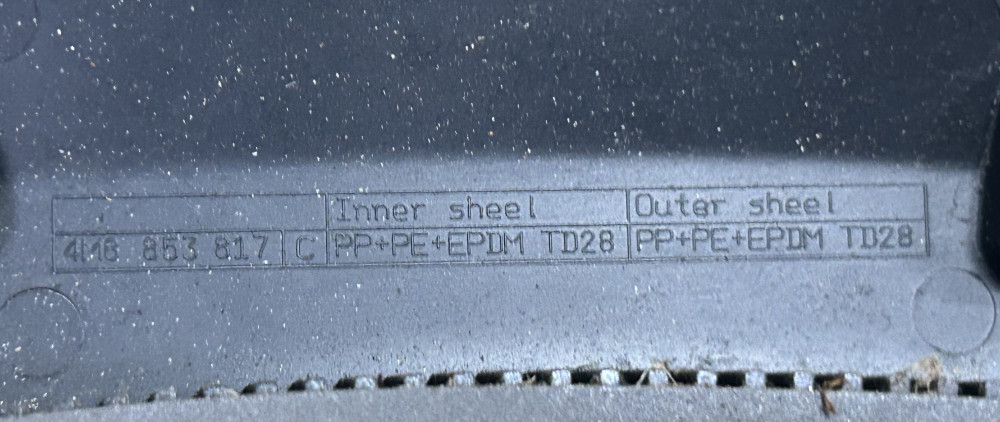 Inner sheel Outer sheel
4M8 853 817 C PP+PE+EPDM TD28 PP+PE+EPDM TD28